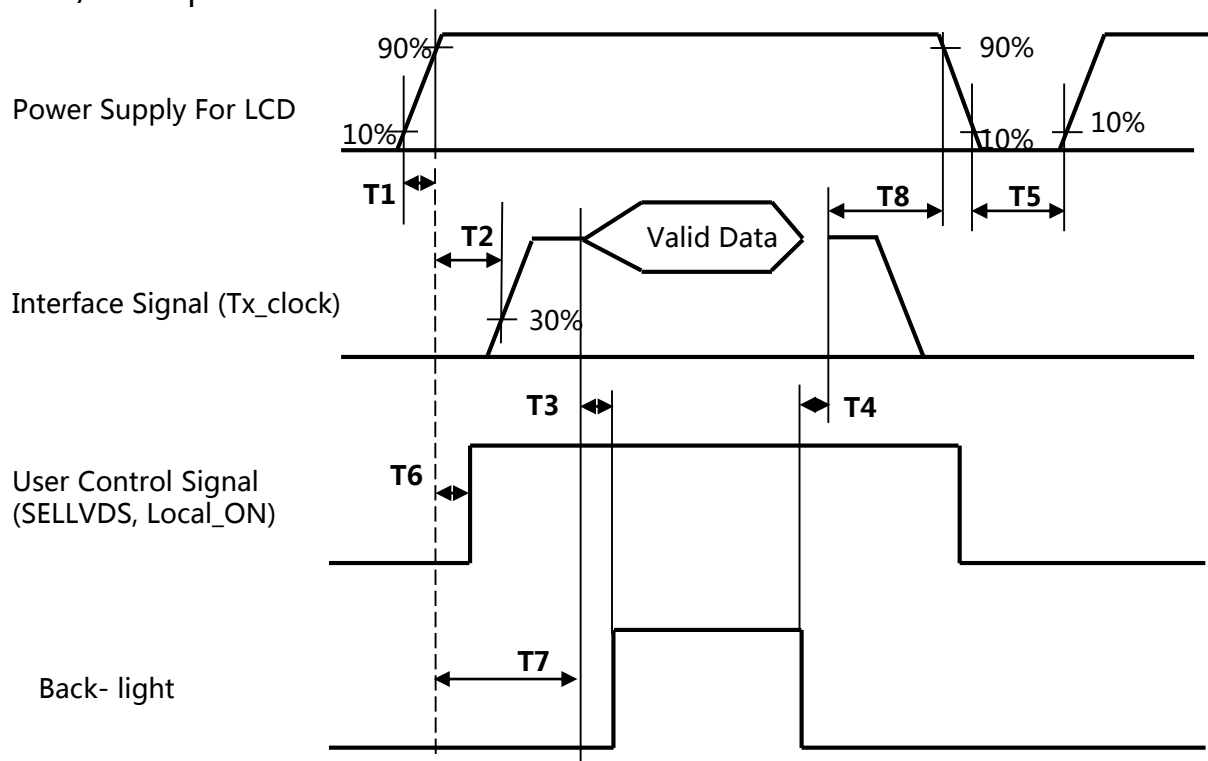 90%
90%
Power Supply For LCD
10%
10%
10%
T1
T8
T5
T2
Valid Data
Interface Signal (Tx_clock)
30%
T3
T4
T6
User Control Signal
(SELLVDS, Local_ON)
T7
Back- light